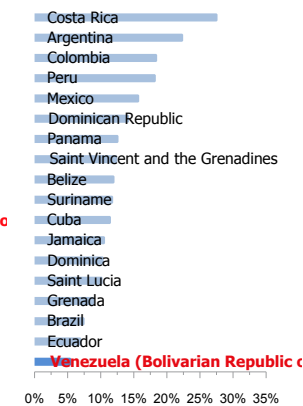 Costa Rica
Argentina
Colombia
Peru
Mexico
Dominican Republic
Panama
Saint Vincent and the Grenadines
Belize
Suriname
Cuba
Jamaica
Dominica
Saint Lucia
Grenada
Brazil
Ecuador
Venezuela (Bolivarian Republic o
0% 5% 10% 15% 20% 25% 30% 35%